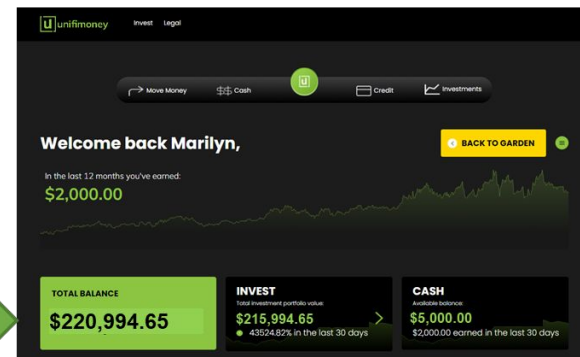 unifimoney Invest Legal
Move Money Cash Credit Investments
Welcome back Marilyn,
BACK TO GARDEN
In the last 12 months you've earned:
$2,000.00
TOTAL BALANCE
$220,994.65
INVEST
Total investment portfolio value:
$215,994.65
43524.82% in the last 30 days
CASH
Available balance:
$5,000.00
$2,000.00 earned in the last 30 days